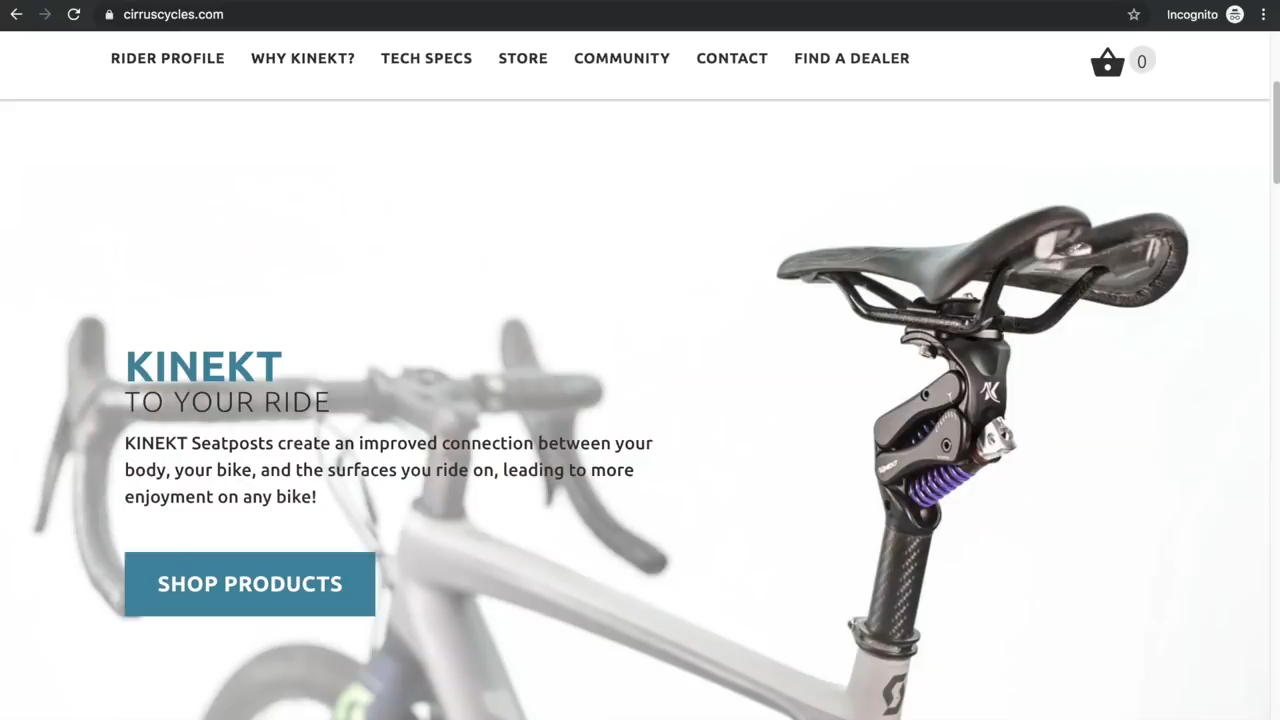 cirruscycles.com
Incognito
RIDER PROFILE WHY KINEKT? TECH SPECS STORE COMMUNITY CONTACT FIND A DEALER 0
KINEKT
TO YOUR RIDE
KINEKT Seatposts create an improved connection between your
body, your bike, and the surfaces you ride on, leading to more
enjoyment on any bike!
SHOP PRODUCTS